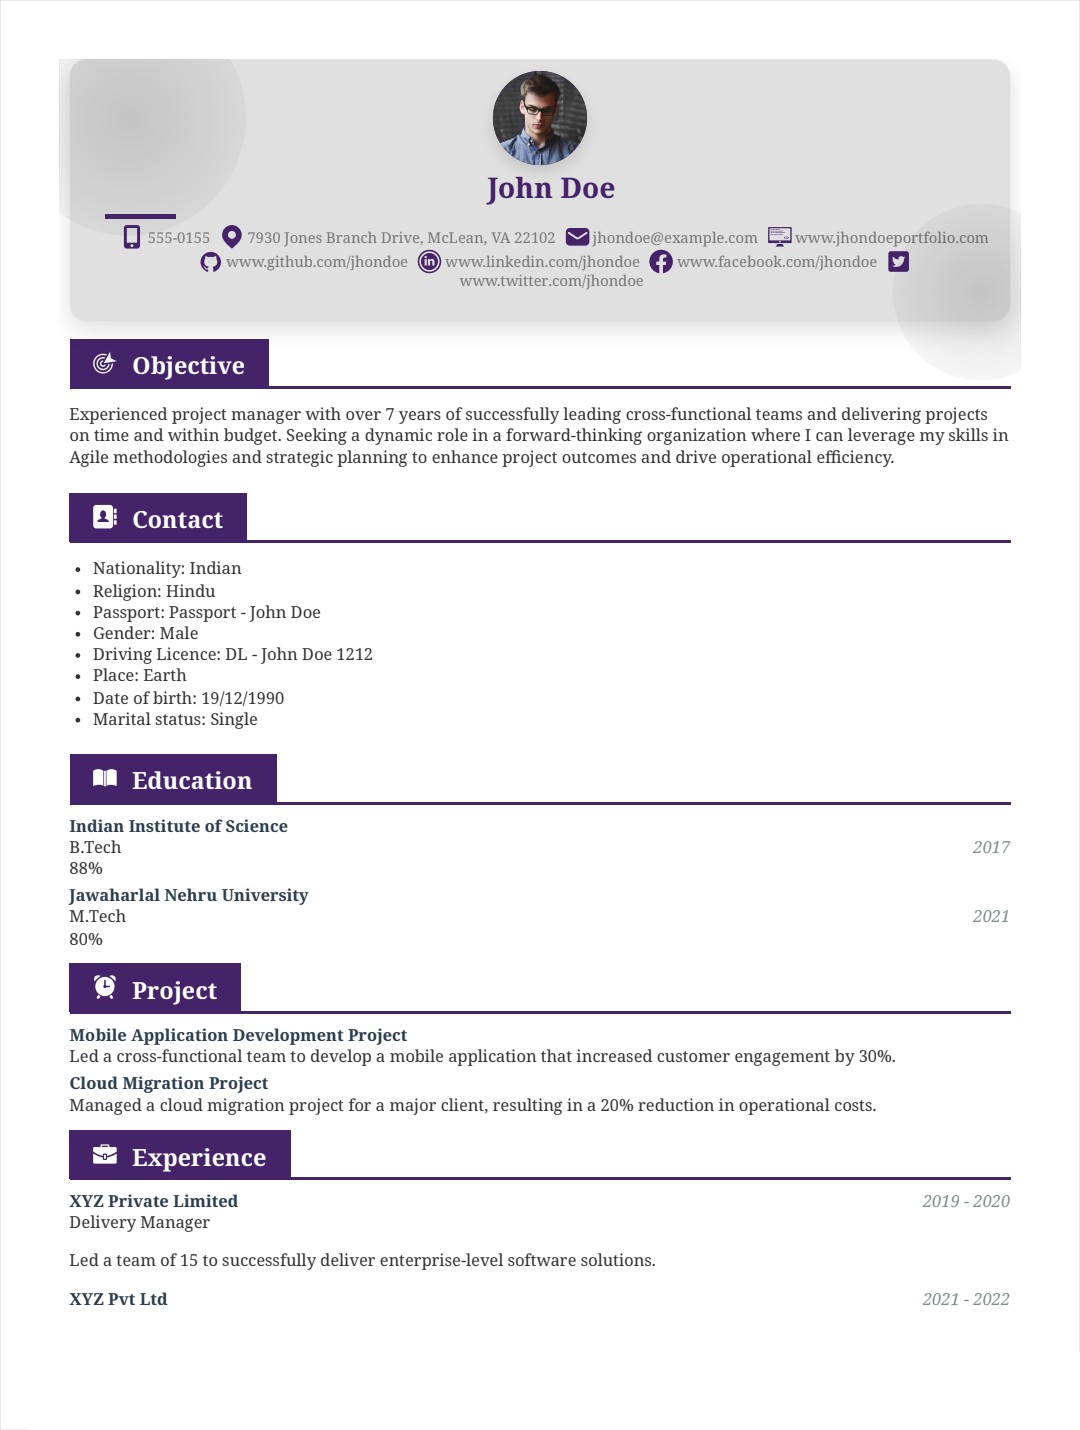 John Doe
555-0155 7930 Jones Branch Drive, McLean, VA 22102 jhondoe@example.com www.jhondoeportfolio.com
www.github.com/jhondoe www.linkedin.com/jhondoe www.facebook.com/jhondoe
www.twitter.com/jhondoe
Objective
Experienced project manager with over 7 years of successfully leading cross-functional teams and delivering projects
on time and within budget. Seeking a dynamic role in a forward-thinking organization where I can leverage my skills in
Agile methodologies and strategic planning to enhance project outcomes and drive operational efficiency.
Contact
• Nationality: Indian
• Religion: Hindu
• Passport: Passport - John Doe
• Gender: Male
• Driving Licence: DL - John Doe 1212
• Place: Earth
• Date of birth: 19/12/1990
• Marital status: Single
Education
Indian Institute of Science
B.Tech 2017
88%
Jawaharlal Nehru University
M.Tech 2021
80%
Project
Mobile Application Development Project
Led a cross-functional team to develop a mobile application that increased customer engagement by 30%.
Cloud Migration Project
Managed a cloud migration project for a major client, resulting in a 20% reduction in operational costs.
Experience
XYZ Private Limited 2019 - 2020
Delivery Manager
Led a team of 15 to successfully deliver enterprise-level software solutions.
XYZ Pvt Ltd 2021 - 2022